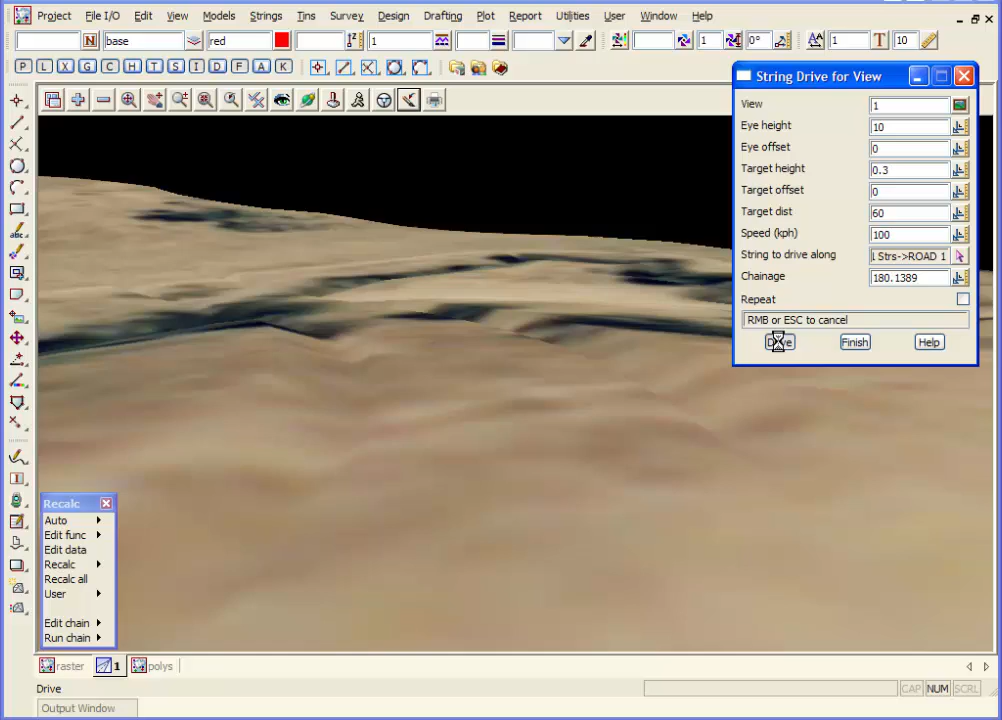 Project File I/O Edit View Models Strings Tins Survey Design Drafting Plot Report Utilities User Window Help
N base red 1 1 0° 1 T 10
P L X G C H T S I D F A K
String Drive for View
View 1
Eye height 10
Eye offset 0
Target height 0.3
Target offset 0
Target dist 60
Speed (kph) 100
String to drive along Strs->ROAD 1
Chainage 180.1389
Repeat
RMB or ESC to cancel
Finish Help
abc
Recalc
Auto
Edit func
Edit data
Recalc
Recalc all
User
Edit chain
Run chain
raster 1 polys
Drive CAP NUM SCRL
Output Window